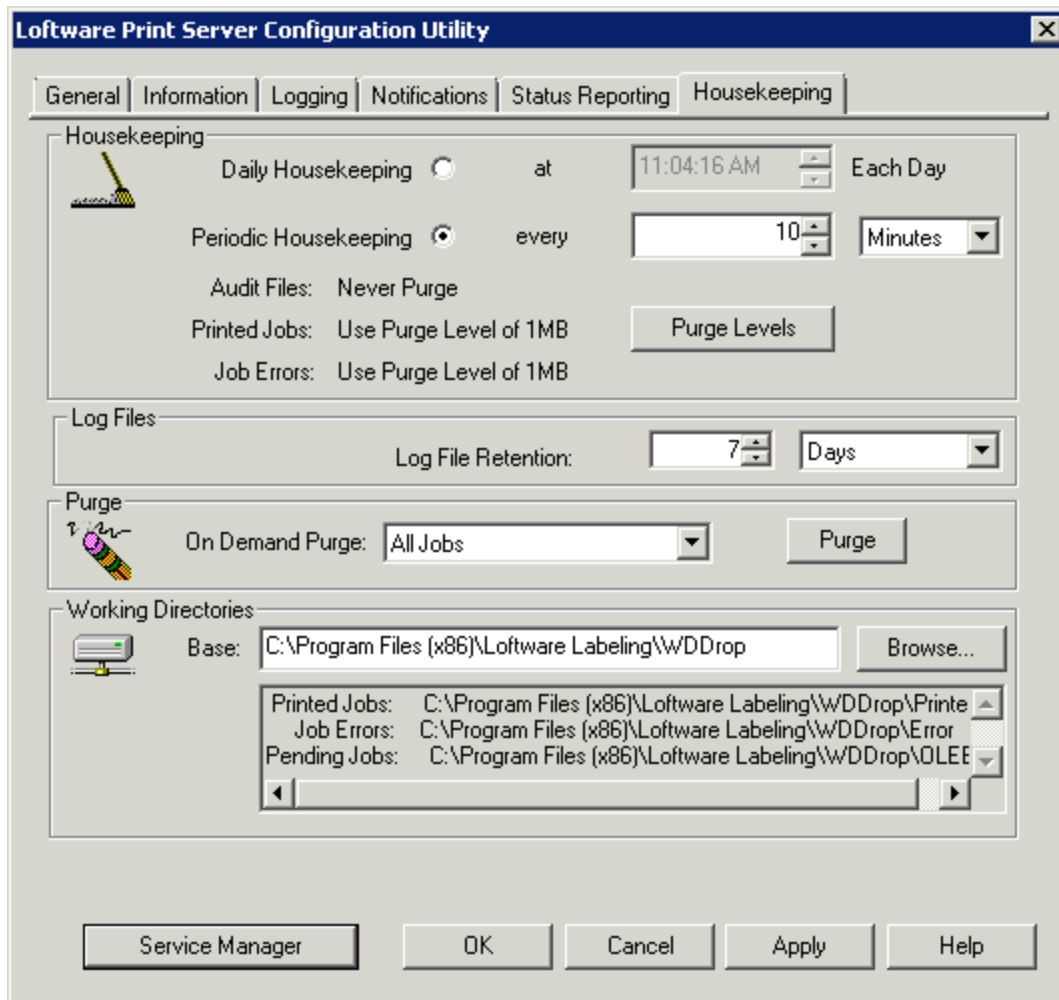 Loftware Print Server Configuration Utility
General Information Logging Notifications Status Reporting Housekeeping
Housekeeping
Daily Housekeeping at 11:04:16 AM Each Day
Periodic Housekeeping every 10 Minutes
Audit Files: Never Purge
Printed Jobs: Use Purge Level of 1MB Purge Levels
Job Errors: Use Purge Level of 1MB
Log Files
Log File Retention: 7 Days
Purge
On Demand Purge: All Jobs Purge
Working Directories
Base: C:\Program Files (x86)\Loftware Labeling\WDDrop Browse...
Printed Jobs: C:\Program Files (x86)\Loftware Labeling\WDDrop\Printe
Job Errors: C:\Program Files (x86)\Loftware Labeling\WDDrop\Error
Pending Jobs: C:\Program Files (x86)\Loftware Labeling\WDDrop\OLEE
Service Manager OK Cancel Apply Help